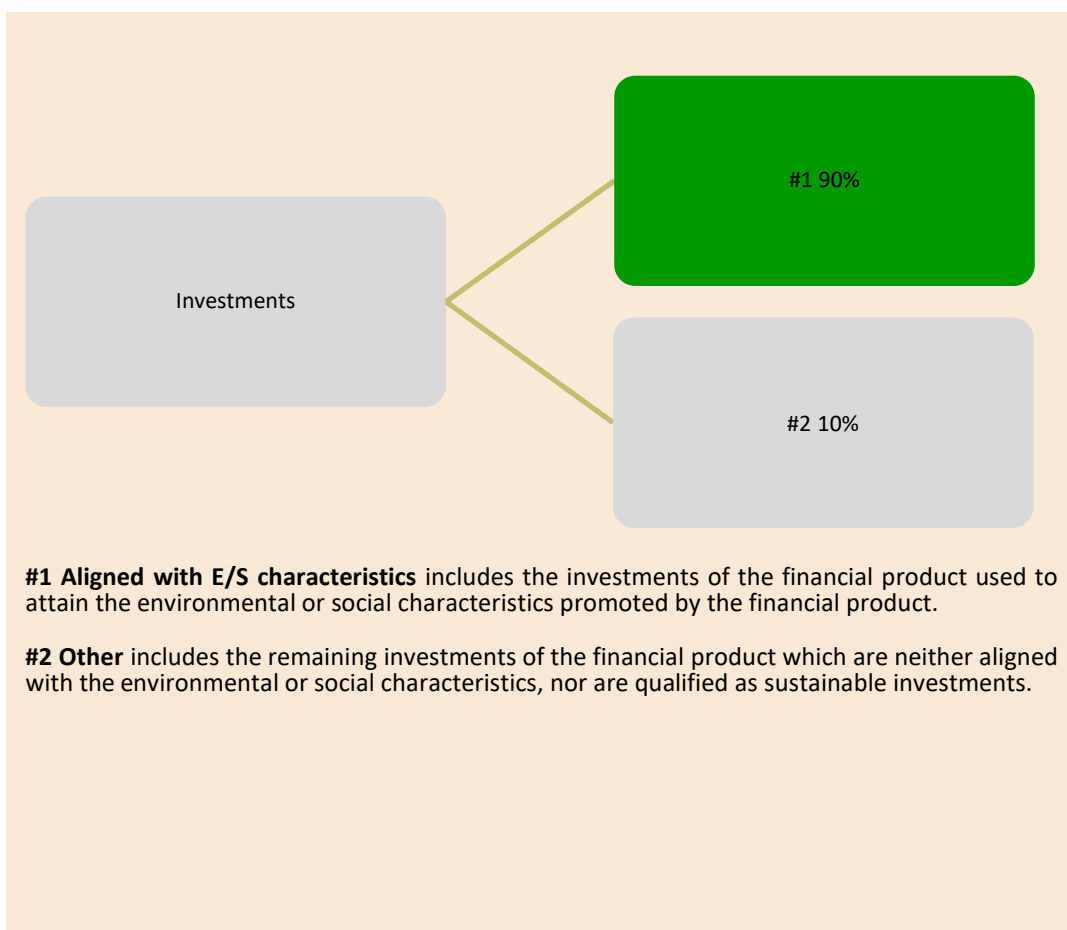 #1 90%
Investments
#2 10%
#1 Aligned with E/S characteristics includes the investments of the financial product used to
attain the environmental or social characteristics promoted by the financial product.
#2 Other includes the remaining investments of the financial product which are neither aligned
with the environmental or social characteristics, nor are qualified as sustainable investments.